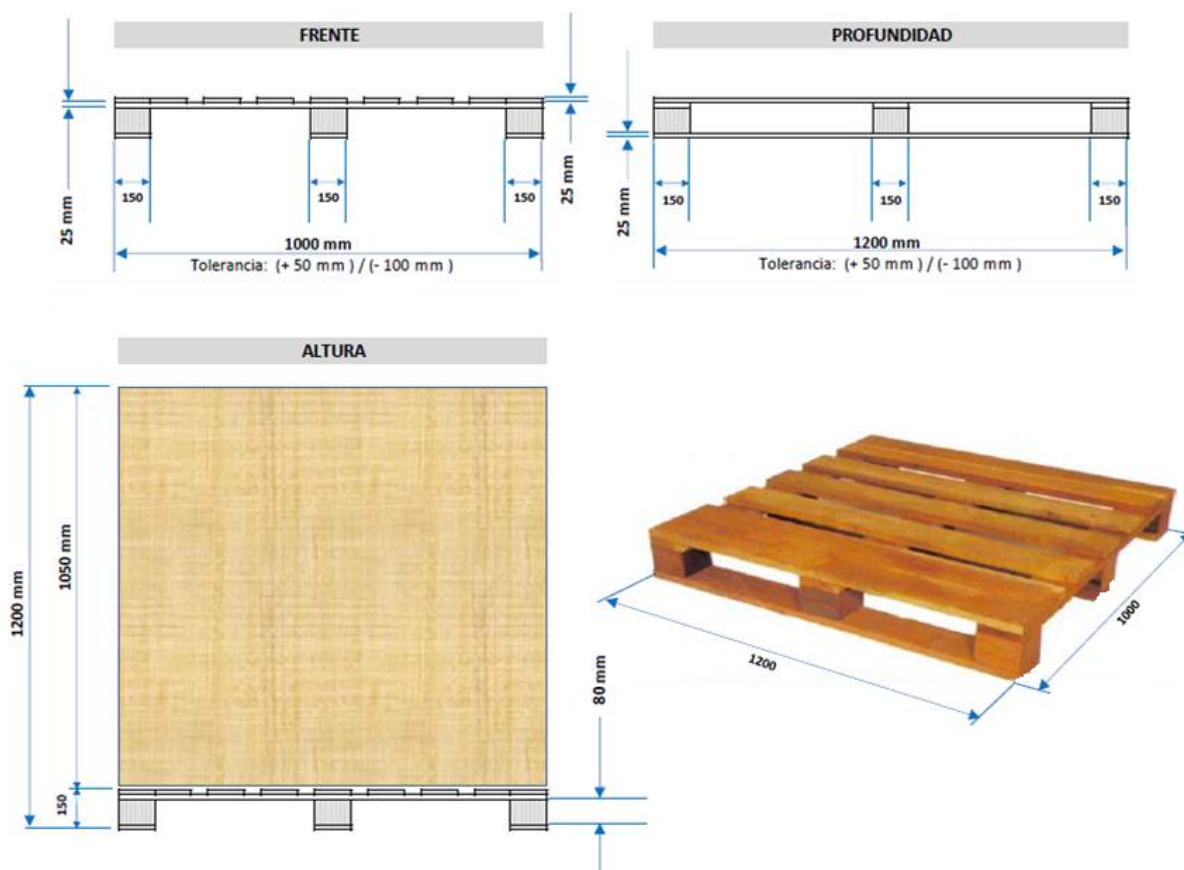 FRENTE
25 mm
150
150
150
25 mm
1000 mm
Tolerancia: (+ 50 mm ) / (- 100 mm )
PROFUNDIDAD
25 mm
150
150
150
1200 mm
Tolerancia: (+ 50 mm ) / (- 100 mm )
ALTURA
1200 mm
1050 mm
150
80 mm
1200
1000